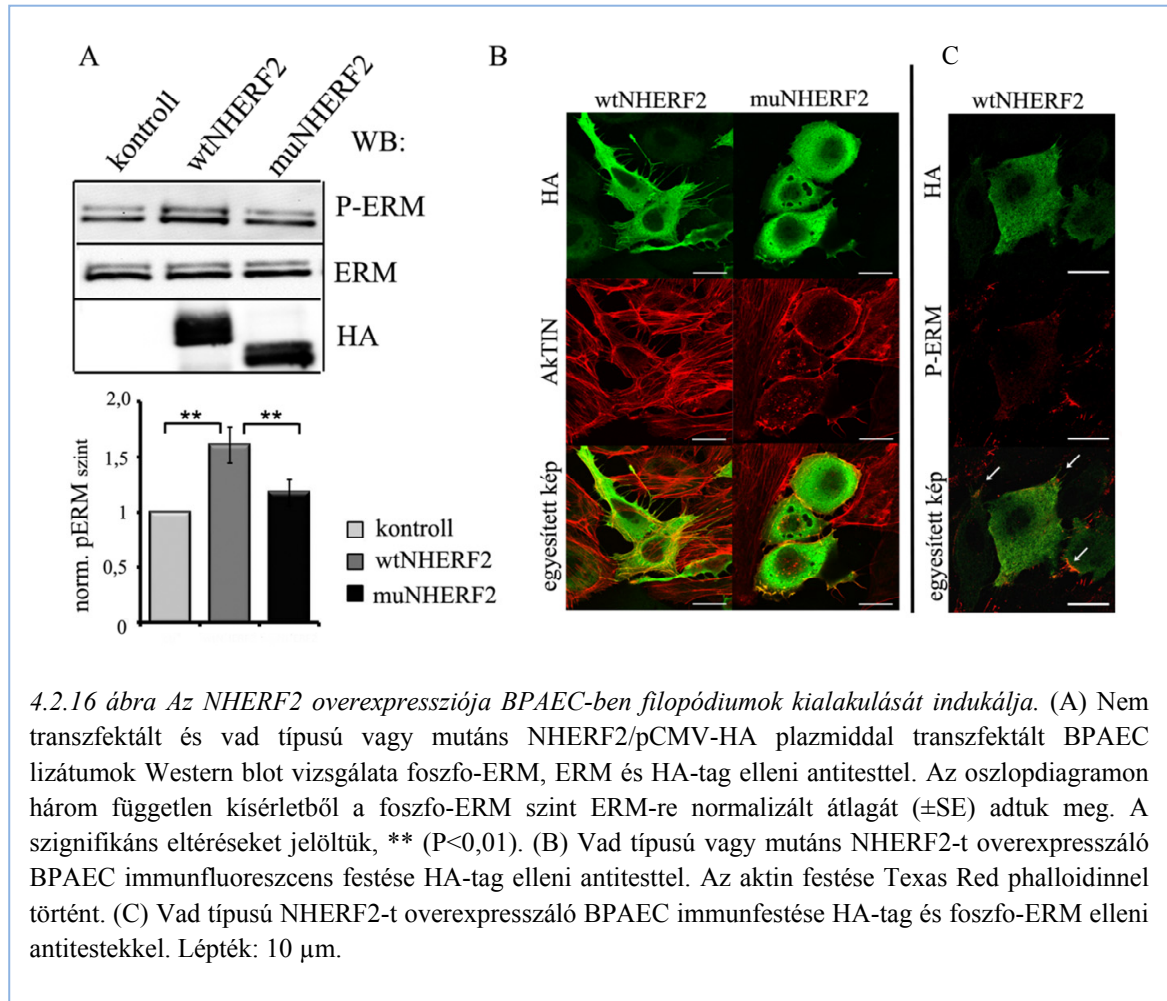 A
kontroll
wtNHERF2
muNHERF2
WB:
P-ERM
ERM
HA
norm. pERM szint
2,0
1,5
1
0,5
0
**
**
kontroll
wtNHERF2
muNHERF2
B
wtNHERF2
muNHERF2
HA
AkTIN
egyesített kép
C
wtNHERF2
HA
P-ERM
egyesített kép
4.2.16 ábra Az NHERF2 overexpressziója BPAEC-ben filopódiumok kialakulását indukálja. (A) Nem
transzfektált és vad típusú vagy mutáns NHERF2/pCMV-HA plazmiddal transzfektált BPAEC
lizátumok Western blot vizsgálata foszfo-ERM, ERM és HA-tag elleni antitesttel. Az oszlopdiagramon
három független kísérletből a foszfo-ERM szint ERM-re normalizált átlagát (±SE) adtuk meg. A
szignifikáns eltéréseket jelöltük, ** (P<0,01). (B) Vad típusú vagy mutáns NHERF2-t overexpresszáló
BPAEC immunfluoreszcens festése HA-tag elleni antitesttel. Az aktin festése Texas Red phalloidinnel
történt. (C) Vad típusú NHERF2-t overexpresszáló BPAEC immunfestése HA-tag és foszfo-ERM elleni
antitestekkel. Lépték: 10 µm.